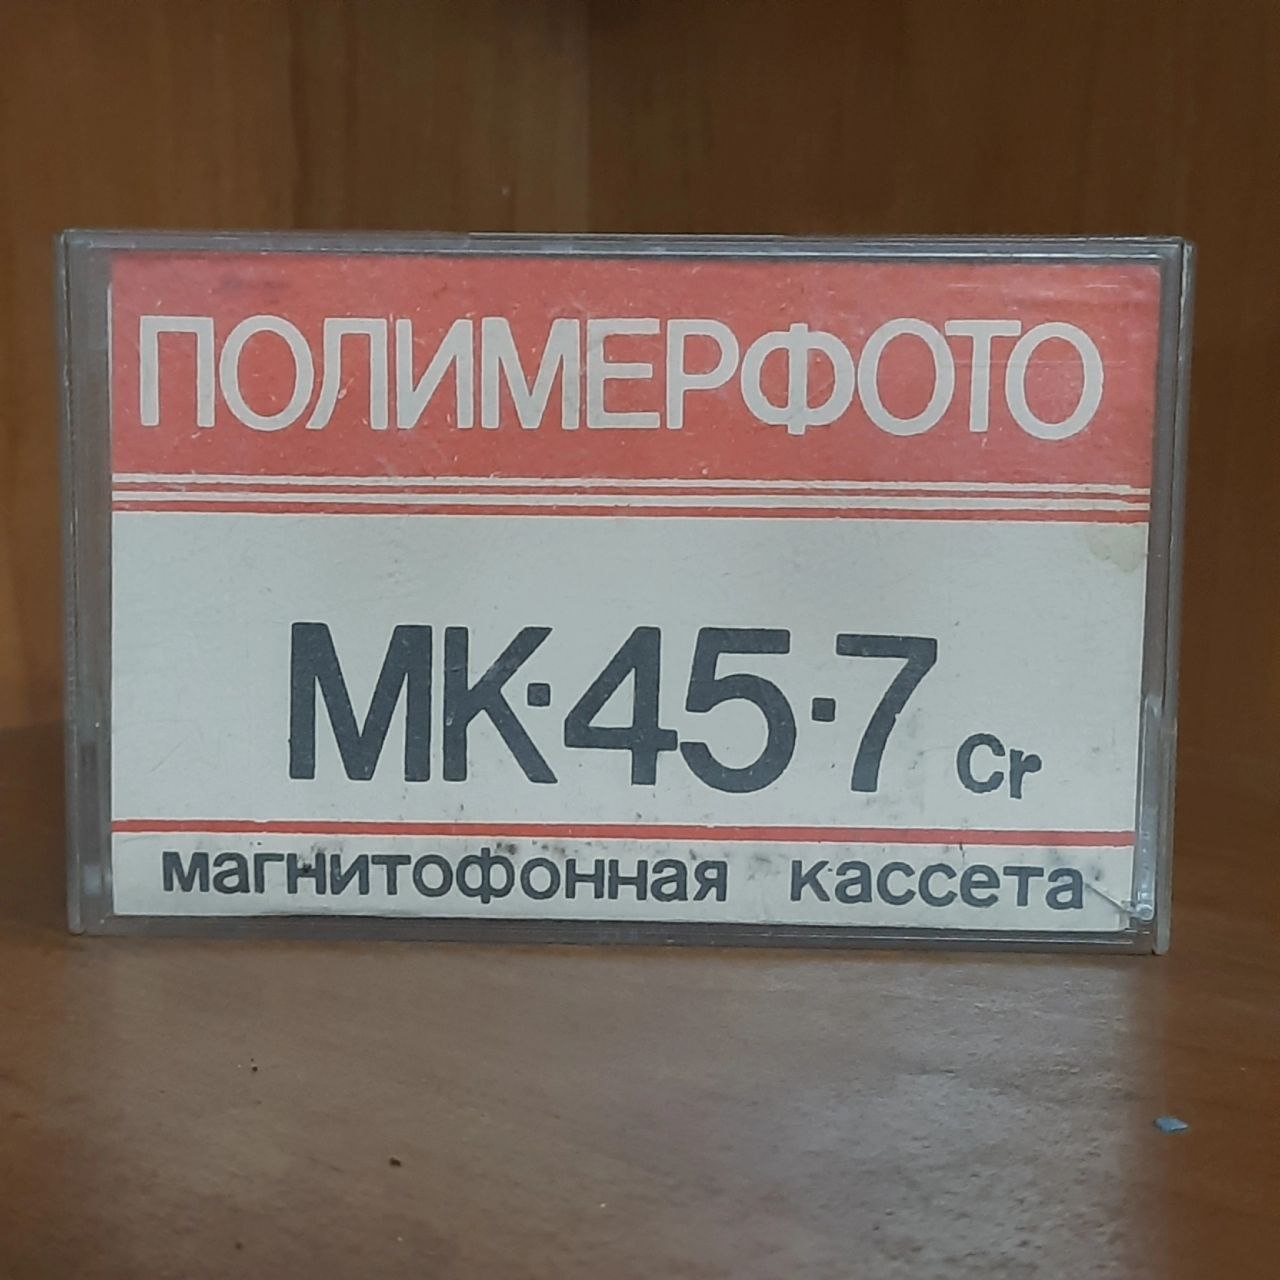 ПОЛИМЕРФОТО
МК·45·7 Cr
магнитофонная кассета